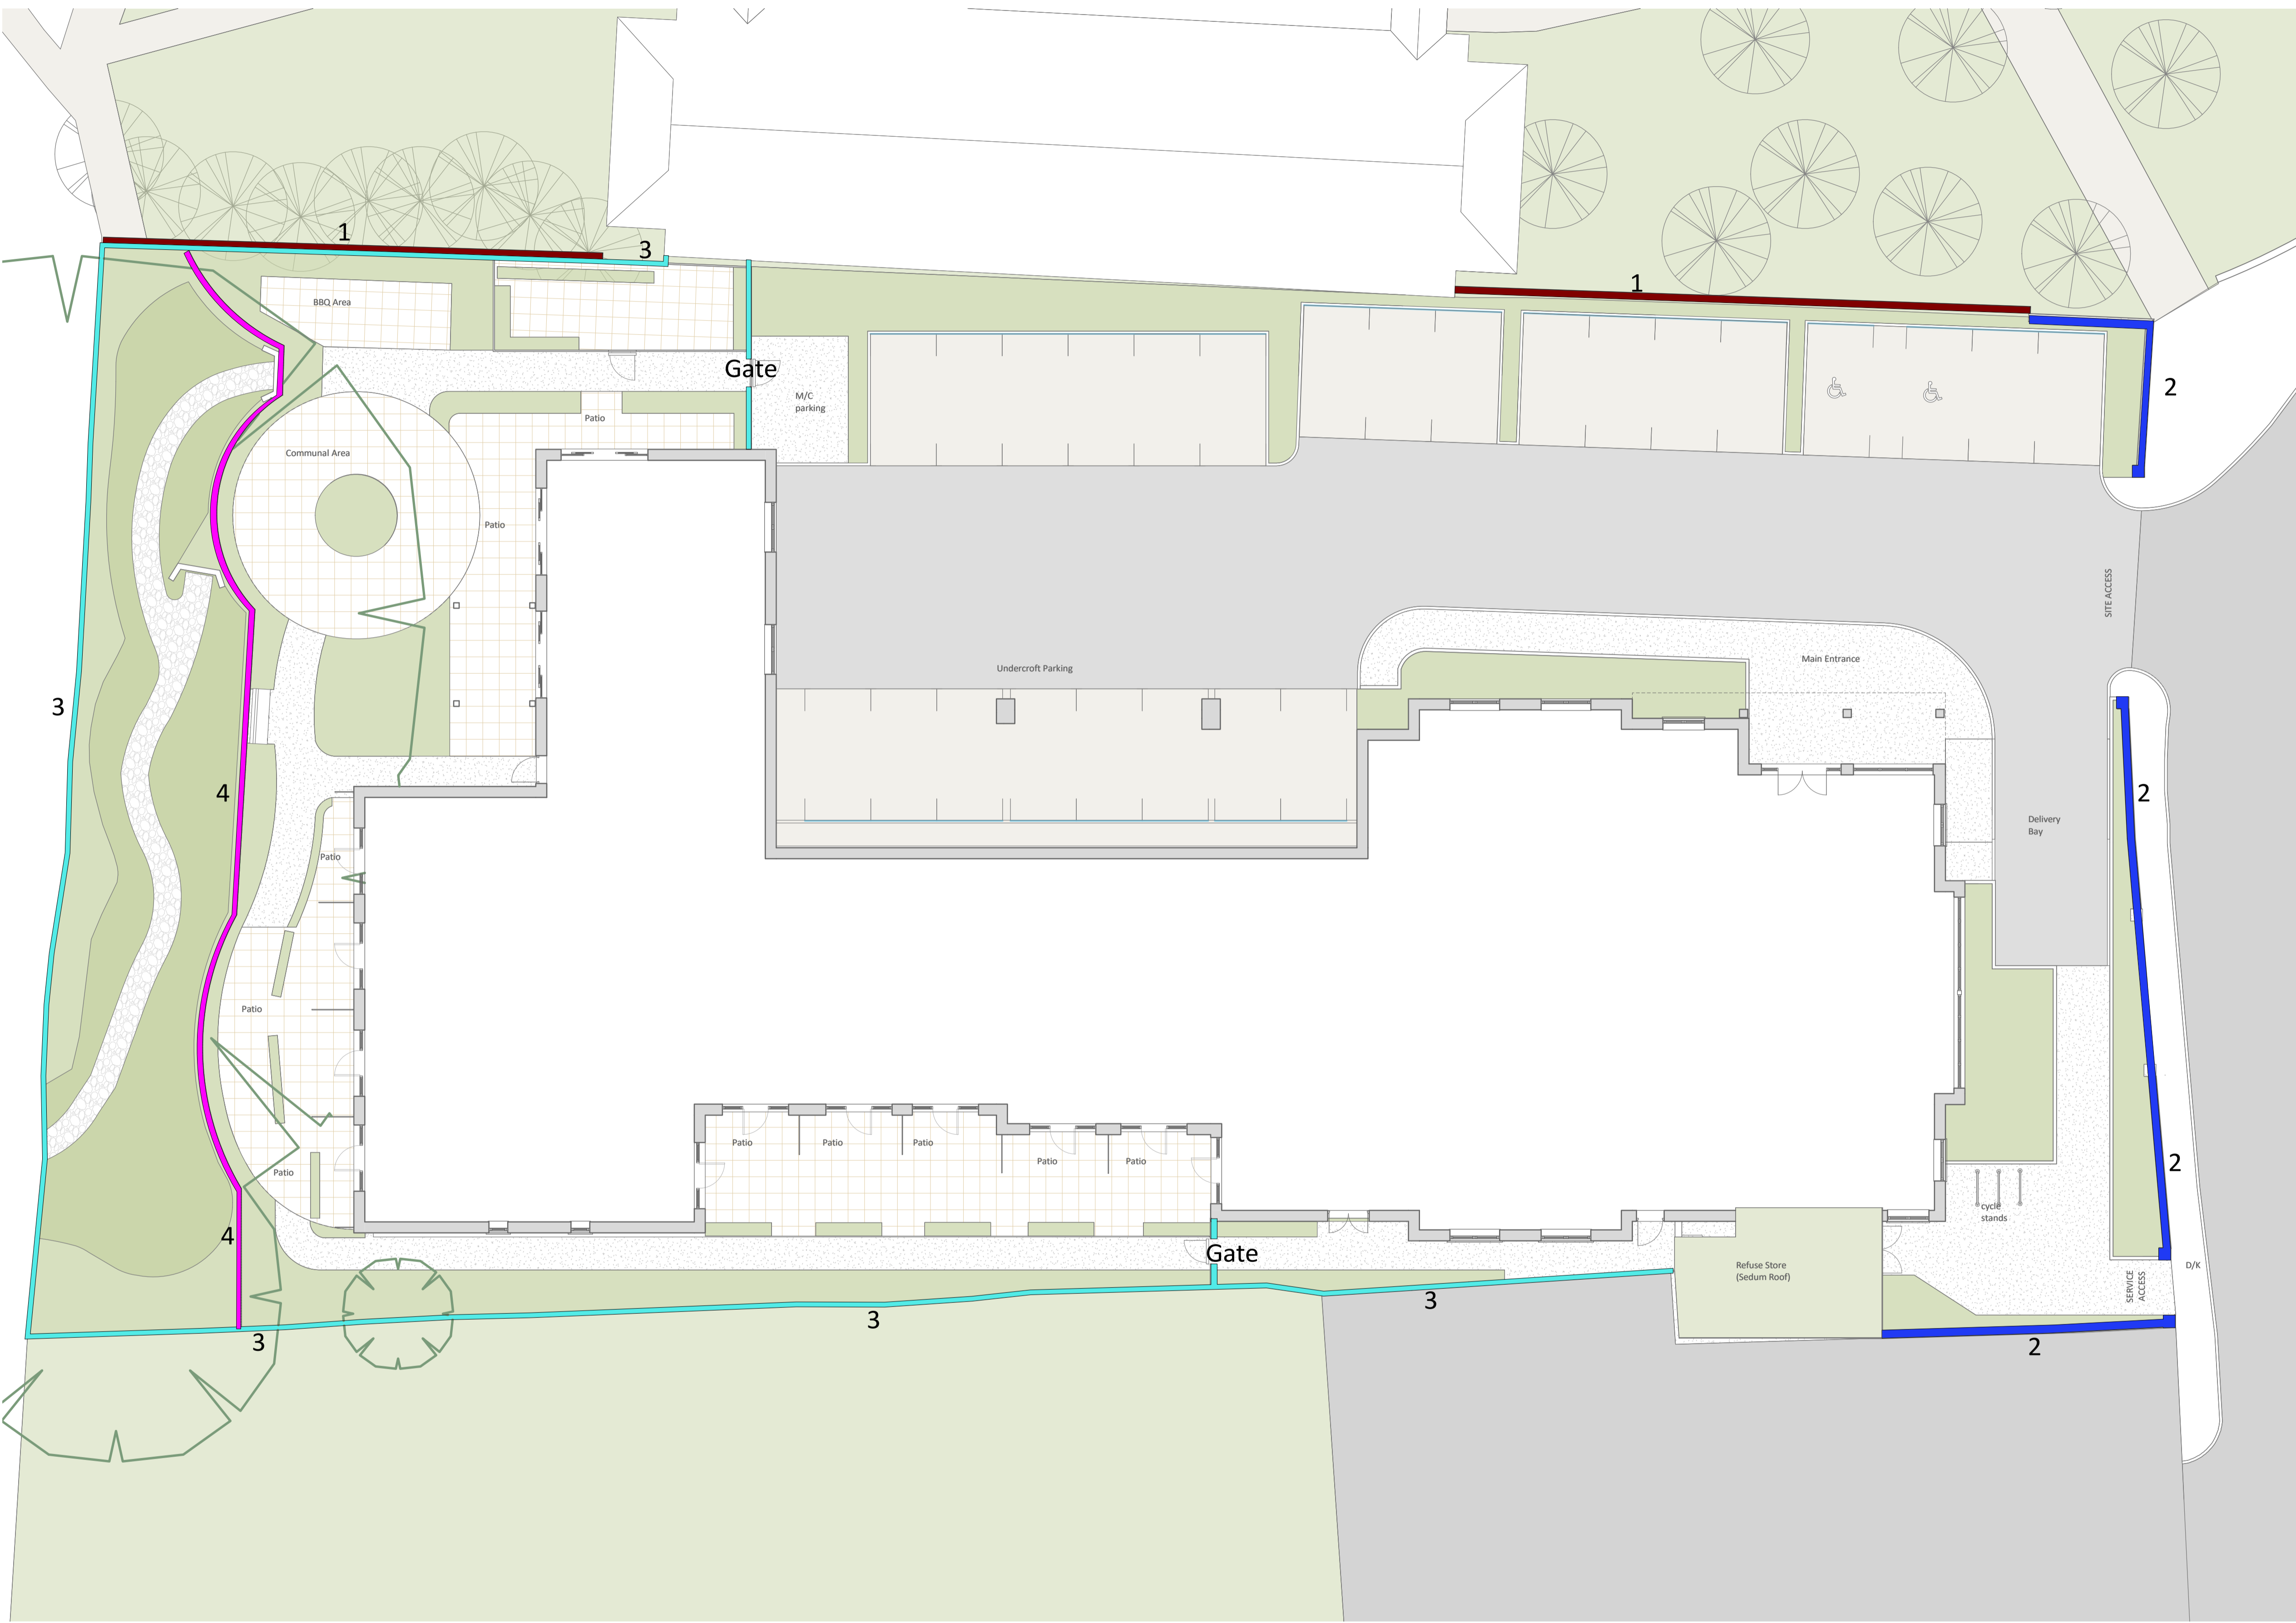 1
3
1
BBQ Area
Gate
2
M/C
parking
Patio
Communal Area
Patio
SITE ACCESS
Undercroft Parking
Main Entrance
3
4
2
Delivery
Bay
Patio
Patio
Patio
Patio
Patio
Patio
Patio
2
Patio
cycle
stands
4
Gate
Refuse Store
(Sedum Roof)
SERVICE
ACCESS
D/K
3
3
3
2